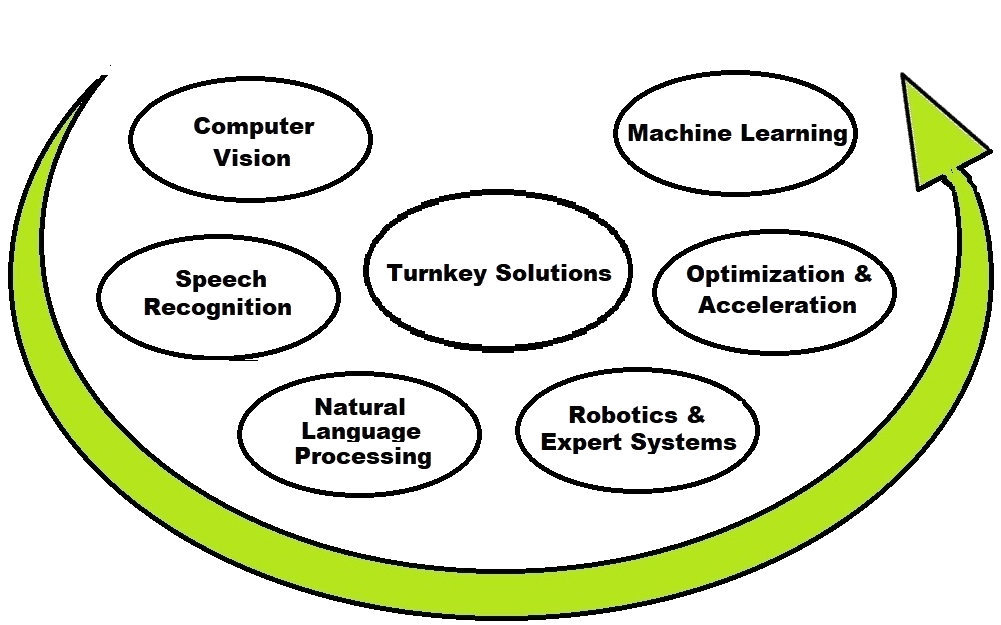 Computer
Vision
Machine Learning
Speech
Recognition
Turnkey Solutions
Optimization &
Acceleration
Natural
Language
Processing
Robotics &
Expert Systems